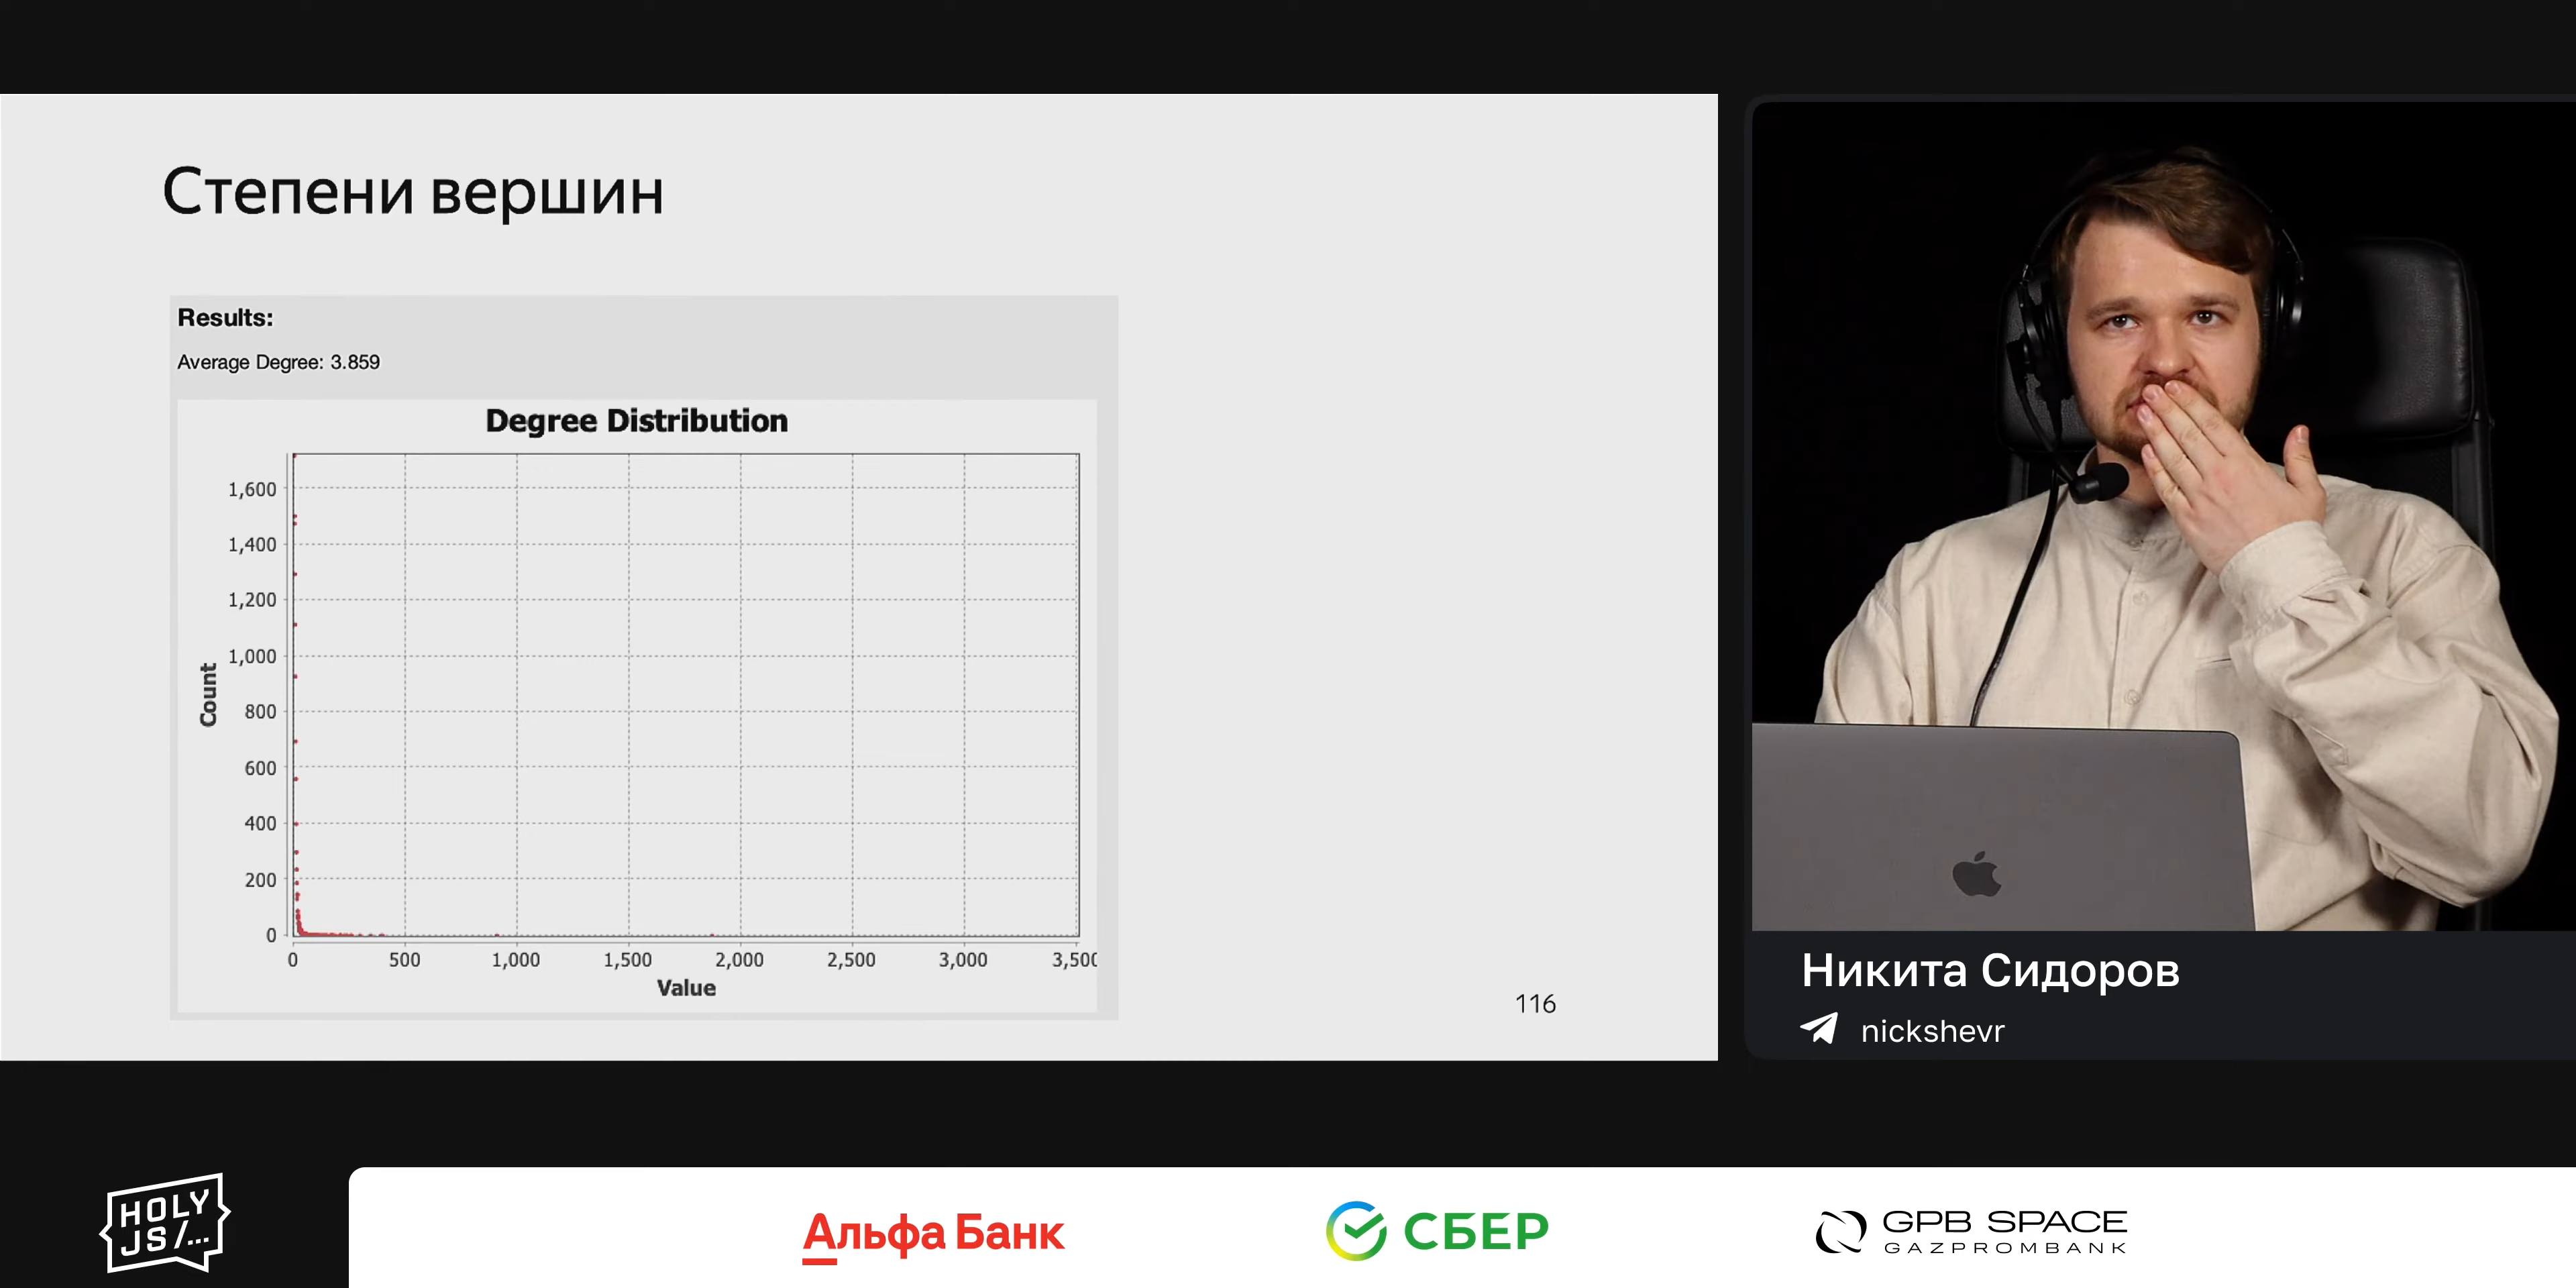 Степени вершин
Results:
Average Degree: 3.859
Degree Distribution
1,600
1,400
1,200
1,000
800
600
400
200
0
Count
0 500 1,000 1,500 2,000 2,500 3,000 3,500
Value
116
Никита Сидоров
nickshevr
HOLY
JS/...
Альфа Банк
СБЕР
GPB SPACE
GAZPROMBANK